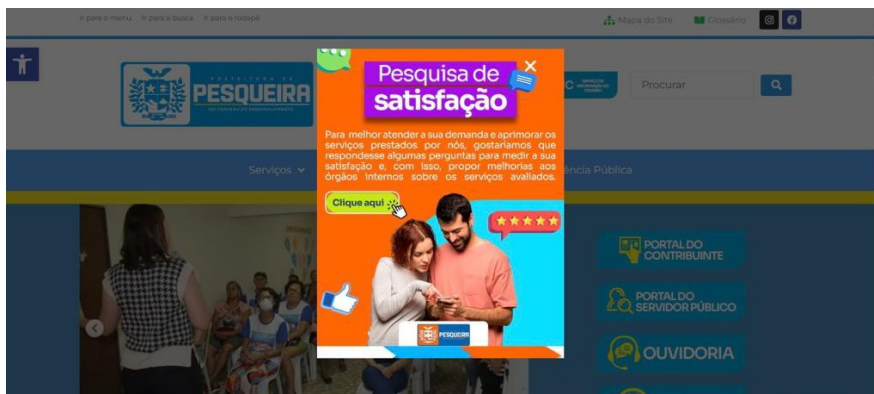 Ir para o menu Ir para a busca Ir para o rodapé
Mapa do Site Glossário
PREFEITURA DE
PESQUEIRA
Procurar
Serviços
ência Pública
Pesquisa de
satisfação
Para melhor atender a sua demanda e aprimorar os
serviços prestados por nós, gostaríamos que
respondesse algumas perguntas para medir a sua
satisfação e, com isso, propor melhorias aos
órgãos internos sobre os serviços avaliados.
Clique aqui
PESQUEIRA
PORTAL DO
CONTRIBUINTE
PORTAL DO
SERVIDOR PÚBLICO
OUVIDORIA